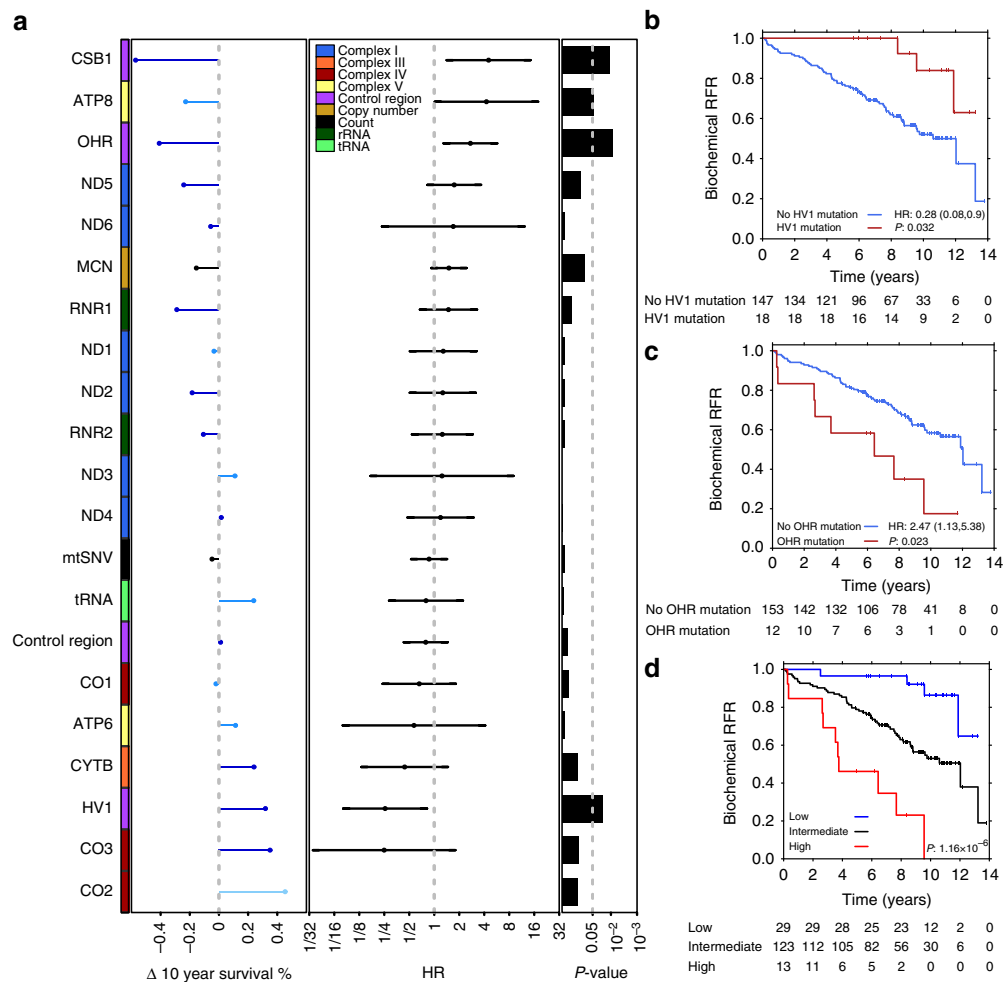 a
CSB1
ATP8
OHR
ND5
ND6
MCN
RNR1
ND1
ND2
RNR2
ND3
ND4
mtSNV
tRNA
Control region
CO1
ATP6
CYTB
HV1
CO3
CO2
Complex I
Complex III
Complex IV
Complex V
Control region
Copy number
Count
rRNA
tRNA
−0.4 −0.2 0 0.2 0.4
Δ 10 year survival %
1/32 1/16 1/8 1/4 1/2 1 2 4 8 16 32
HR
0.05 10−2 10−3
P-value
b
Biochemical RFR
1.0
0.8
0.6
0.4
0.2
0.0
No HV1 mutation HR: 0.28 (0.08,0.9)
HV1 mutation P: 0.032
0 2 4 6 8 10 12 14
Time (years)
No HV1 mutation 147 134 121 96 67 33 6 0
HV1 mutation 18 18 18 16 14 9 2 0
c
Biochemical RFR
1.0
0.8
0.6
0.4
0.2
0.0
No OHR mutation HR: 2.47 (1.13,5.38)
OHR mutation P: 0.023
0 2 4 6 8 10 12 14
Time (years)
No OHR mutation 153 142 132 106 78 41 8 0
OHR mutation 12 10 7 6 3 1 0 0
d
Biochemical RFR
1.0
0.8
0.6
0.4
0.2
0.0
Low
Intermediate
High
P: 1.16×10−6
0 2 4 6 8 10 12 14
Time (years)
Low 29 29 28 25 23 12 2 0
Intermediate 123 112 105 82 56 30 6 0
High 13 11 6 5 2 0 0 0